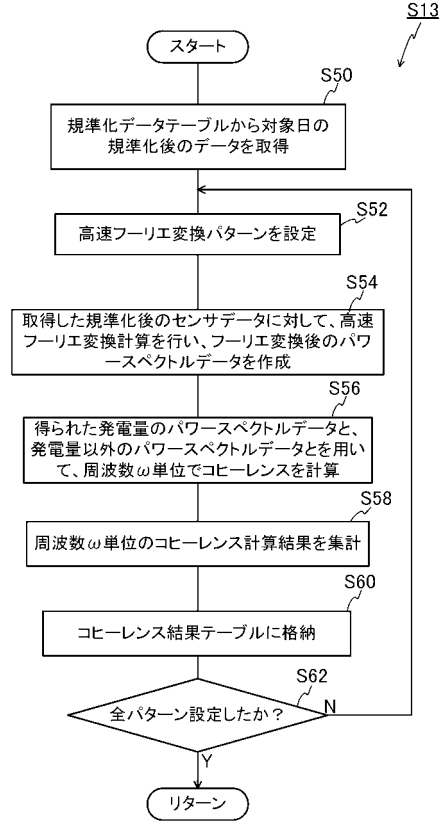 S13
スタート
S50
規準化データテーブルから対象日の
規準化後のデータを取得
S52
高速フーリエ変換パターンを設定
S54
取得した規準化後のセンサデータに対して、高速
フーリエ変換計算を行い、フーリエ変換後のパワ
ースペクトルデータを作成
S56
得られた発電量のパワースペクトルデータと、
発電量以外のパワースペクトルデータとを用い
て、周波数ω単位でコヒーレンスを計算
S58
周波数ω単位のコヒーレンス計算結果を集計
S60
コヒーレンス結果テーブルに格納
S62
全パターン設定したか？
N
Y
リターン